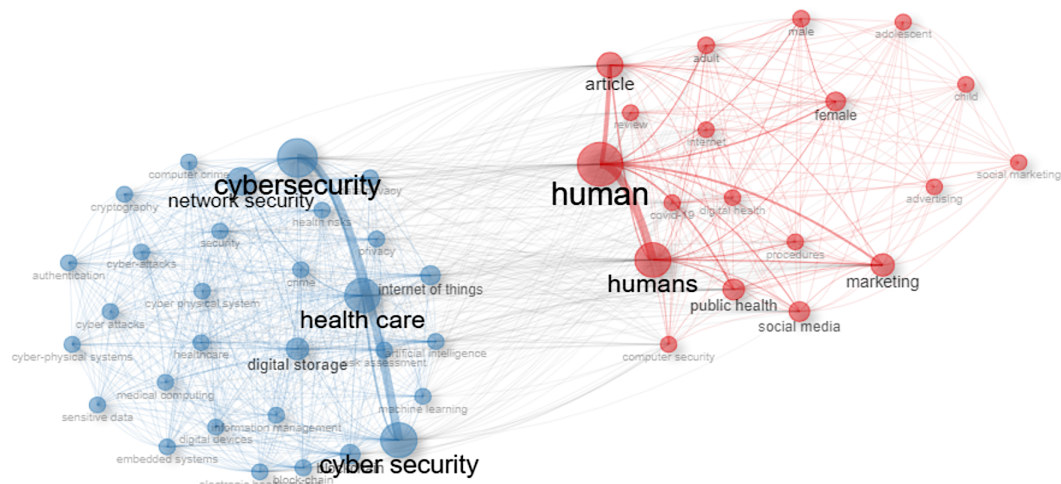 male
adolescent
adult
article
child
review
female
internet
computer crime
social marketing
cybersecurity
privacy
human
advertising
network security
cryptography
covid-19
digital health
health risks
security
privacy
procedures
authentication
cyber-attacks
crime
internet of things
humans
marketing
cyber physical system
public health
cyber attacks
health care
social media
cyber-physical systems
healthcare
digital storage
risk assessment
artificial intelligence
computer security
medical computing
machine learning
sensitive data
information management
digital devices
embedded systems
cyber security
block-chain